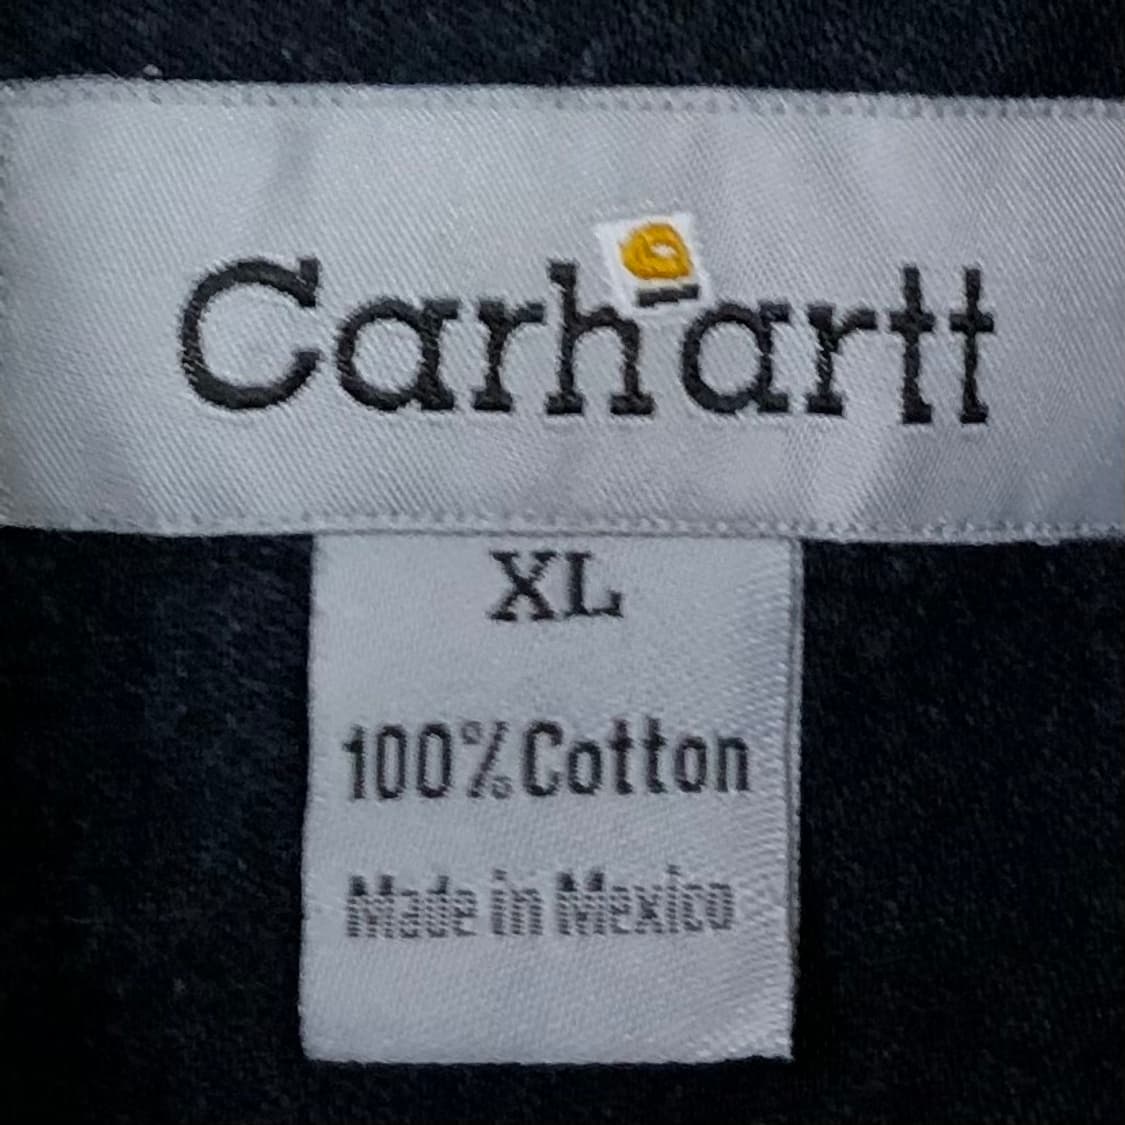 Carhartt
XL
100% Cotton
Made in Mexico